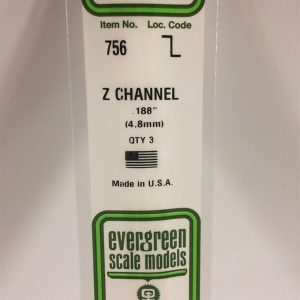 Item No. Loc. Code
756
Z CHANNEL
.188"
(4.8mm)
QTY 3
Made in U.S.A.
evergreen
scale models